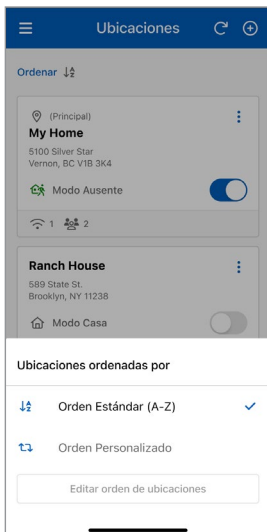 Ubicaciones
Ordenar
(Principal)
My Home
5100 Silver Star
Vernon, BC V1B 3K4
Modo Ausente
1 2
Ranch House
589 State St.
Brooklyn, NY 11238
Modo Casa
Ubicaciones ordenadas por
Orden Estándar (A-Z)
Orden Personalizado
Editar orden de ubicaciones